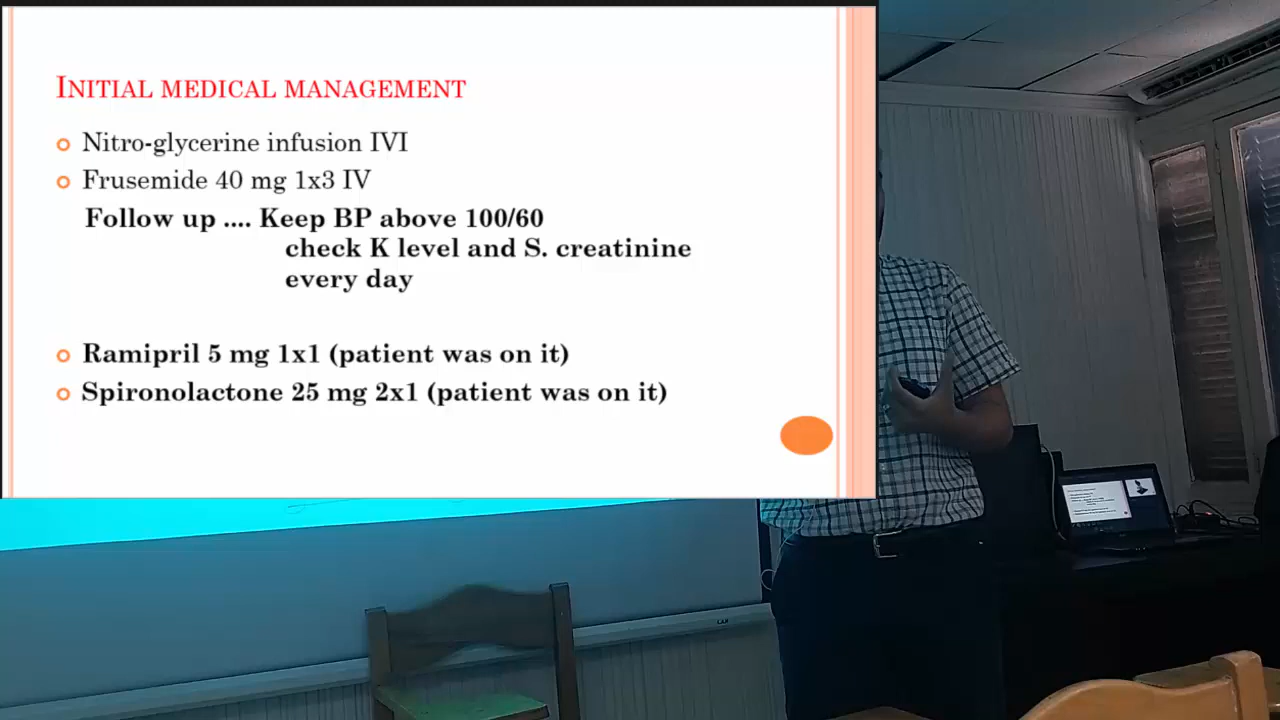 INITIAL MEDICAL MANAGEMENT
Nitro-glycerine infusion IVI
Frusemide 40 mg 1x3 IV
Follow up .... Keep BP above 100/60
check K level and S. creatinine
every day
Ramipril 5 mg 1x1 (patient was on it)
Spironolactone 25 mg 2x1 (patient was on it)